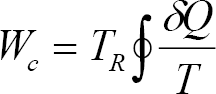 W_c = T_R ∮ δQ/T